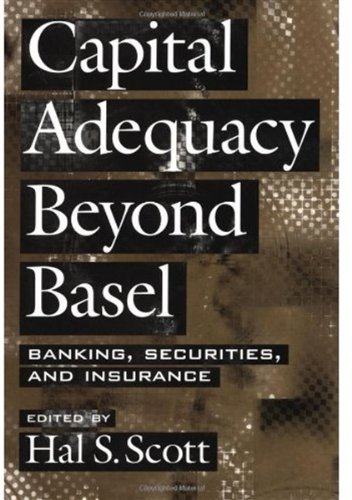 Capital
Adequacy
Beyond
Basel
BANKING, SECURITIES,
AND INSURANCE
EDITED BY
Hal S. Scott